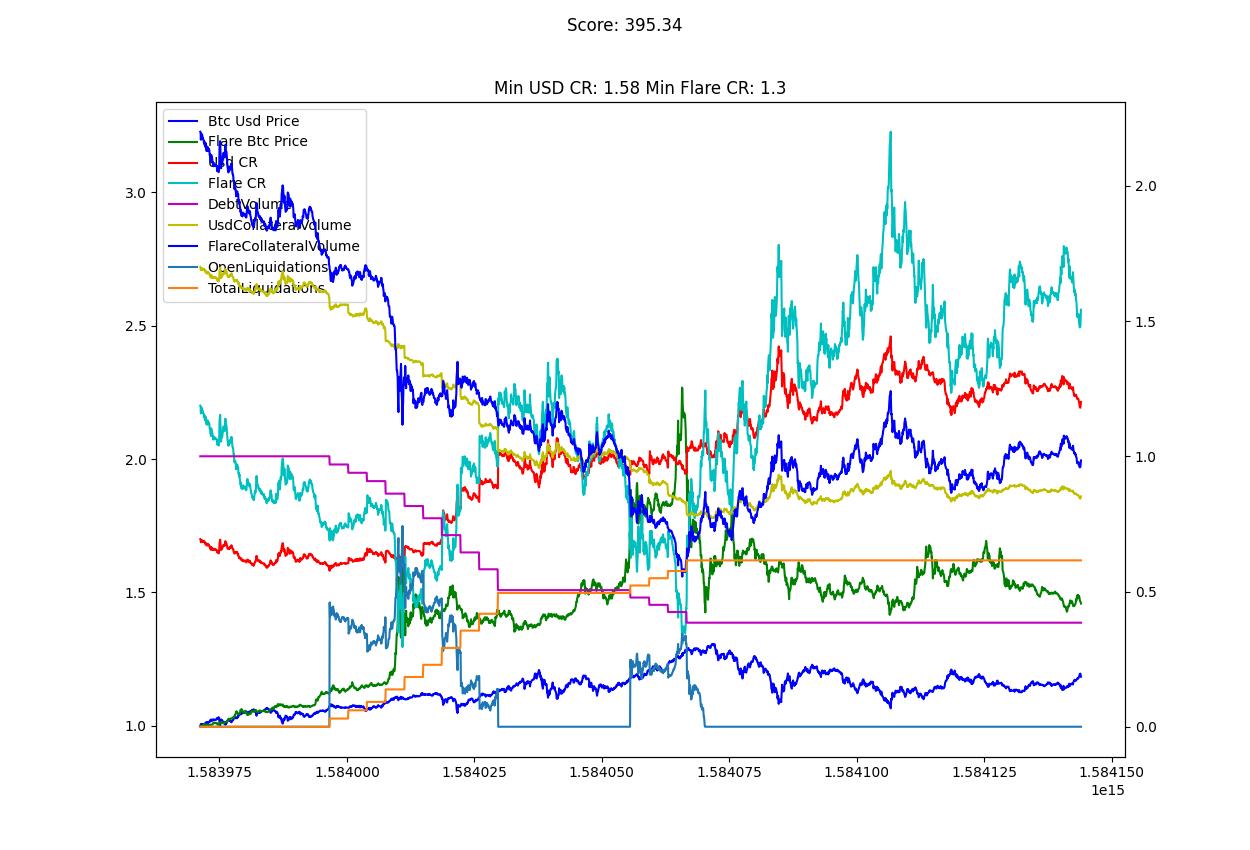 Score: 395.34
Min USD CR: 1.58 Min Flare CR: 1.3
Btc Usd Price
Flare Btc Price
Usd CR
Flare CR
DebtVolume
UsdCollateralVolume
FlareCollateralVolume
OpenLiquidations
TotalLiquidations
3.0
2.5
2.0
1.5
1.0
2.0
1.5
1.0
0.5
0.0
1.583975
1.584000
1.584025
1.584050
1.584075
1.584100
1.584125
1.584150
1e15